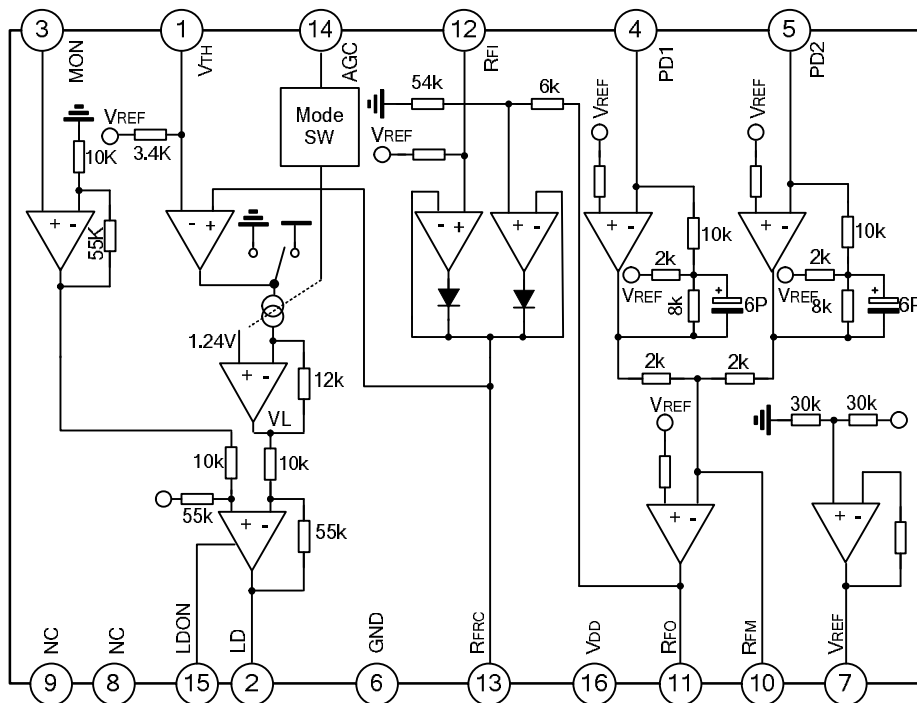 3 1 14 12 4 5
MON VTH AGC RFI PD1 PD2
54k 6k
VREF VREF
Mode
SW
VREF
3.4K
VREF
10K
+ - - + - + + - + - + -
55K
10k 10k
2k 2k
VREF VREF
8k + 6P 8k + 6P
1.24V
+ -
12k
VL
2k 2k
VREF
30k 30k
10k 10k
55k
+ -
55k
+ - + -
NC NC LDON LD GND RFRC VDD RFO RFM VREF
9 8 15 2 6 13 16 11 10 7